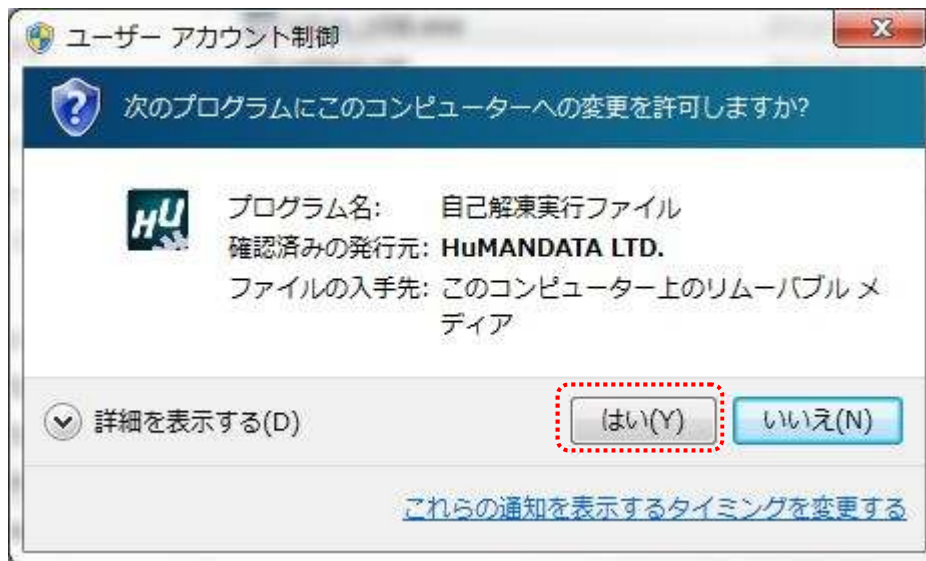 ユーザー アカウント制御
次のプログラムにこのコンピューターへの変更を許可しますか?
HU
プログラム名: 自己解凍実行ファイル
確認済みの発行元: HuMANDATA LTD.
ファイルの入手先: このコンピューター上のリムーバブル メ
ディア
詳細を表示する(D) はい(Y) いいえ(N)
これらの通知を表示するタイミングを変更する